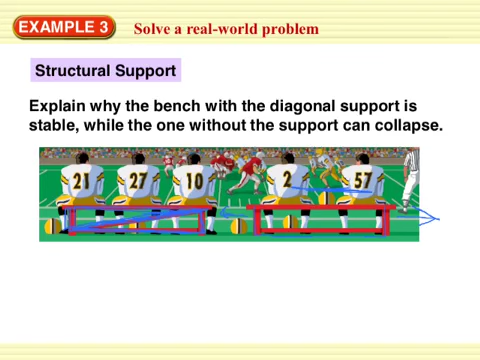 EXAMPLE 3
Solve a real-world problem
Structural Support
Explain why the bench with the diagonal support is
stable, while the one without the support can collapse.
21 27 10 2 57